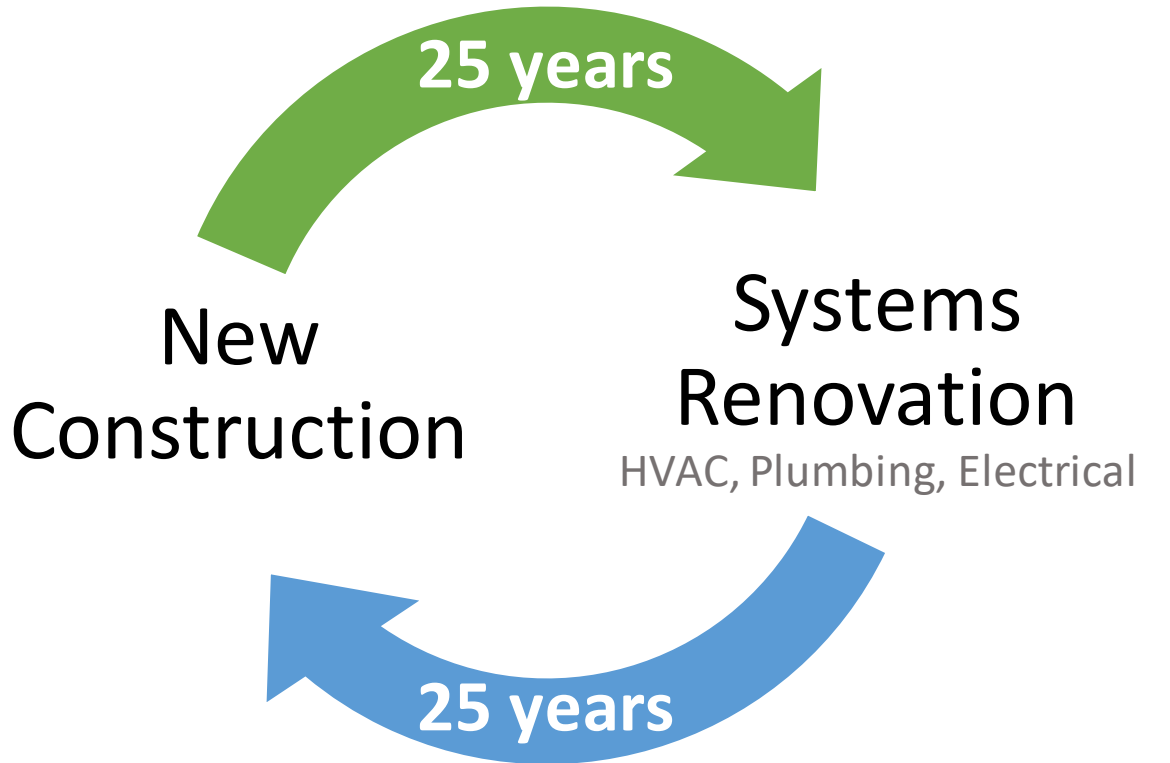 25 years
New
Construction
Systems
Renovation
HVAC, Plumbing, Electrical
25 years